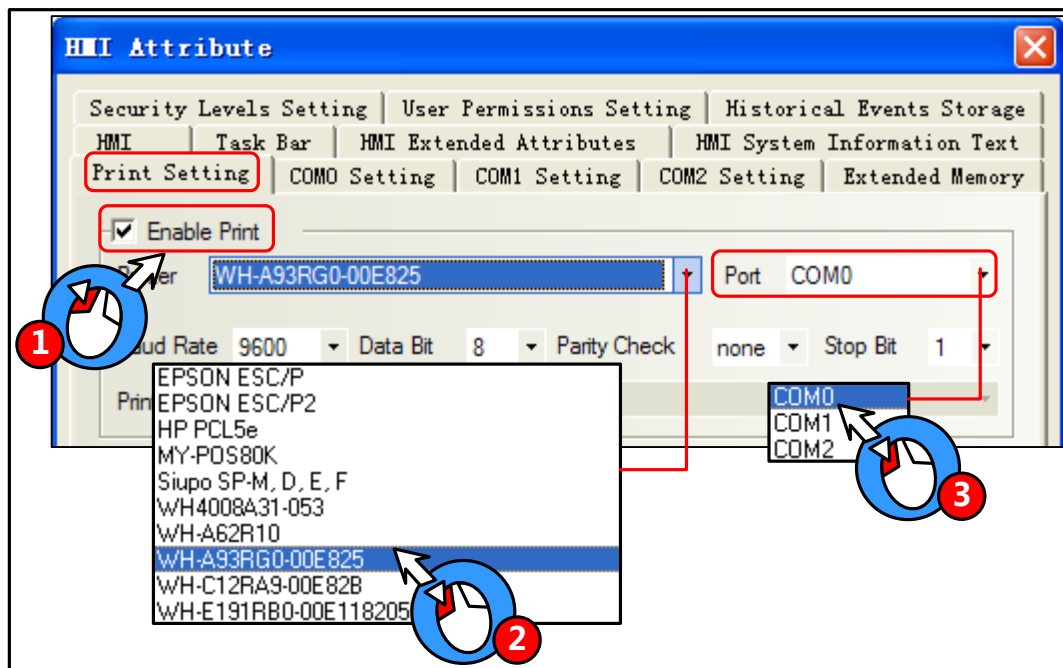 HMI Attribute
Security Levels Setting User Permissions Setting Historical Events Storage
HMI Task Bar HMI Extended Attributes HMI System Information Text
Print Setting COM0 Setting COM1 Setting COM2 Setting Extended Memory
Enable Print
WH-A93RG0-00E825 Port COM0
1
Rate 9600 Data Bit 8 Parity Check none Stop Bit 1
EPSON ESC/P
EPSON ESC/P2
HP PCL5e
MY-POS80K
Siupo SP-M, D, E, F
WH4008A31-053
WH-A62R10
WH-A93RG0-00E825
WH-C12RA9-00E82B
WH-E191RB0-00E118205
2
COM0
COM1
COM2
3